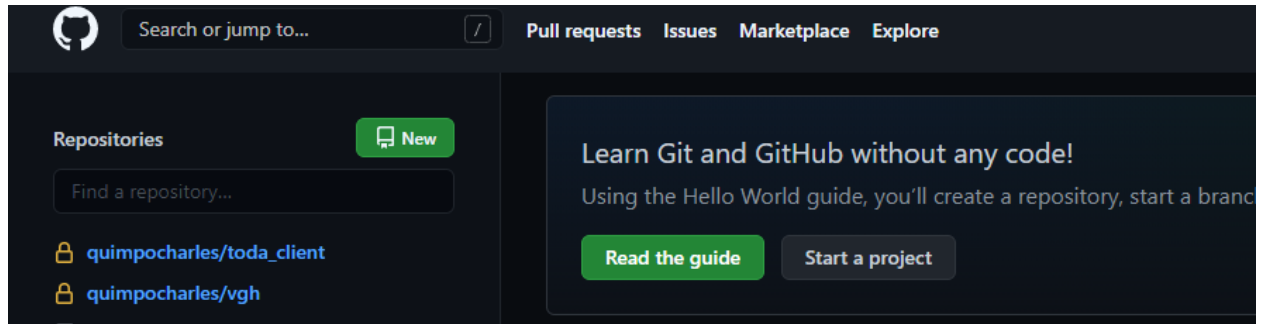 Search or jump to... /
Pull requests Issues Marketplace Explore
Repositories
New
Find a repository...
quimpocharles/toda_client
quimpocharles/vgh
Learn Git and GitHub without any code!
Using the Hello World guide, you'll create a repository, start a branc
Read the guide
Start a project